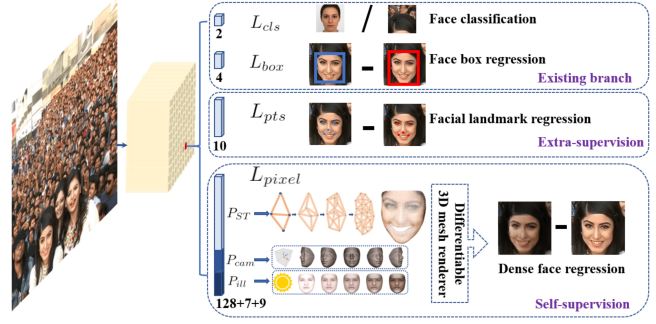 2
L_cls
/
Face classification
4
L_box
-
Face box regression
Existing branch
10
L_pts
-
Facial landmark regression
Extra-supervision
L_pixel
P_ST
P_cam
P_ill
128+7+9
Differentiable
3D mesh renderer
-
Dense face regression
Self-supervision